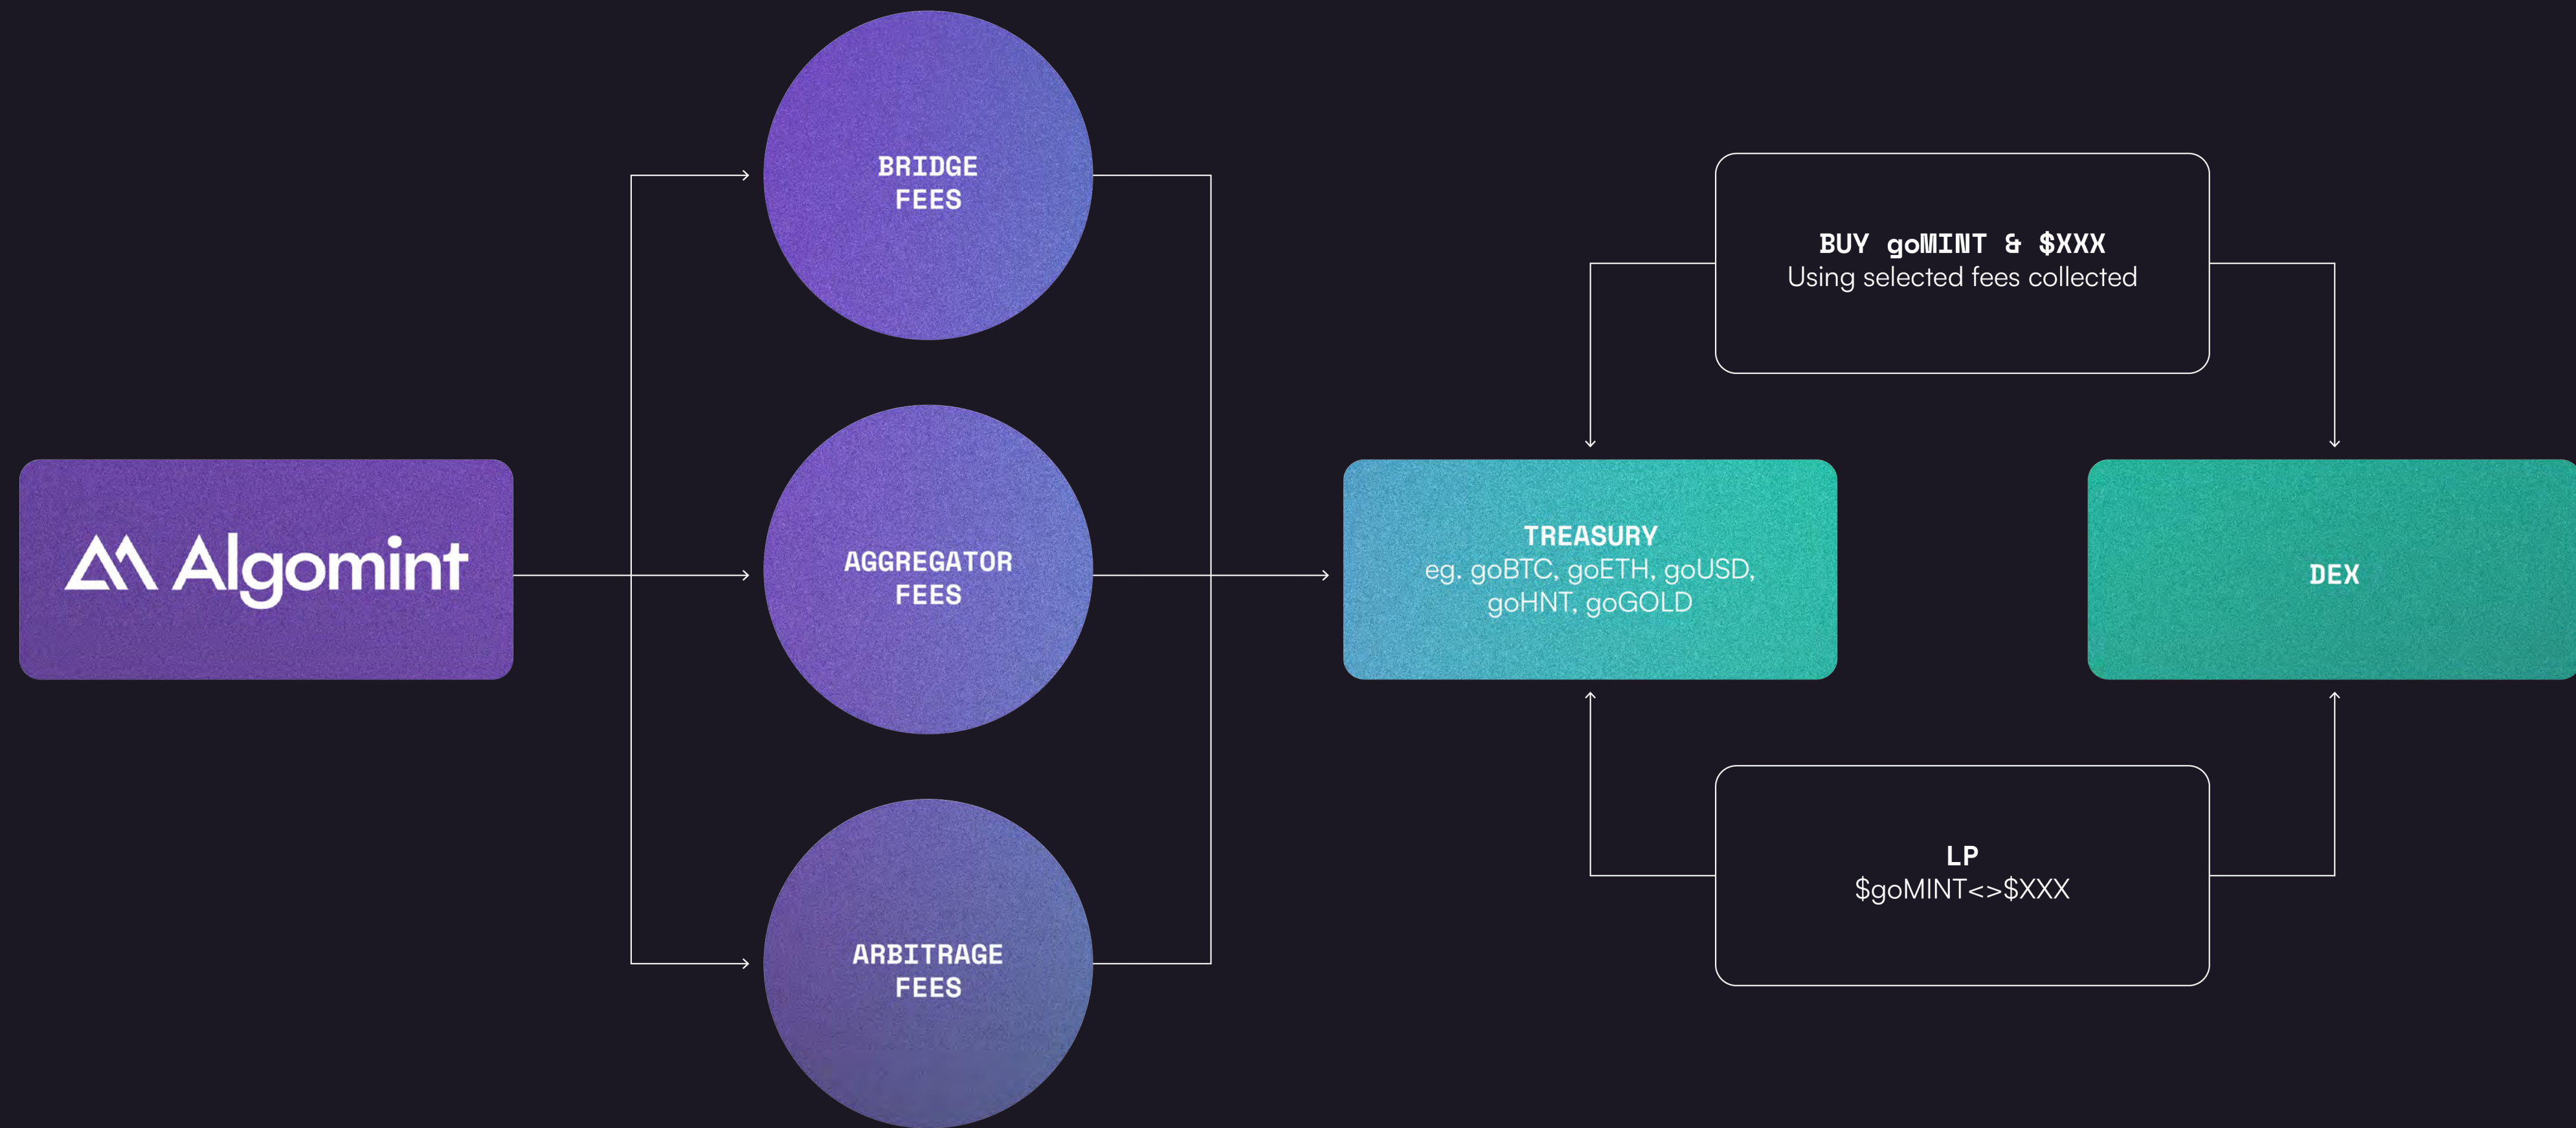 Algomint
BRIDGE
FEES
AGGREGATOR
FEES
ARBITRAGE
FEES
BUY goMINT & $XXX
Using selected fees collected
TREASURY
eg. goBTC, goETH, goUSD,
goHNT, goGOLD
DEX
LP
$goMINT<>$XXX